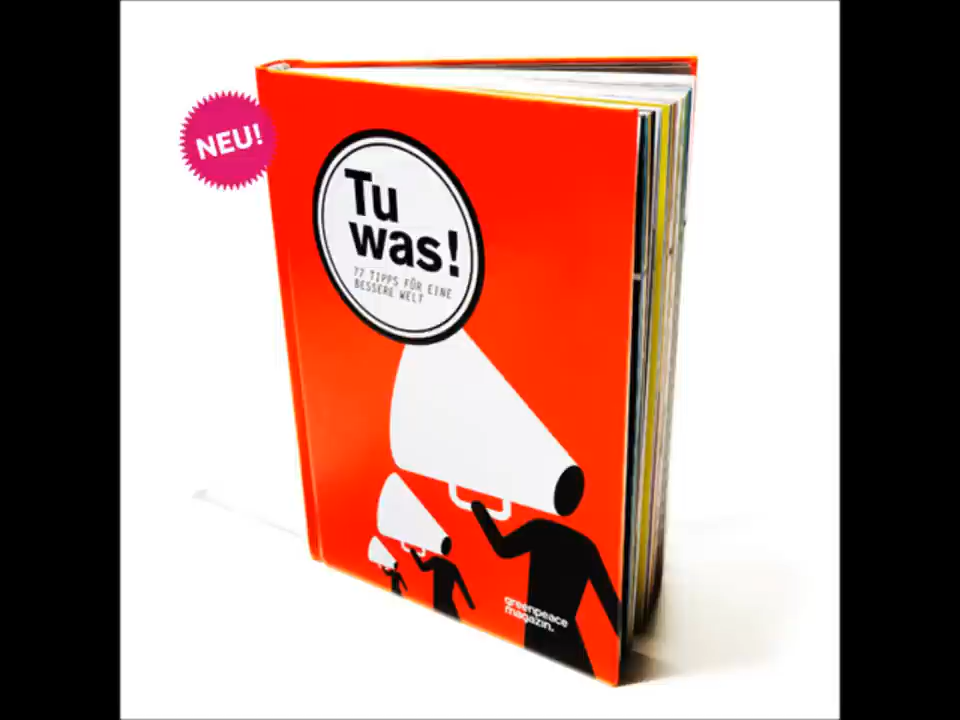 NEU!
Tu
was!
77 TIPPS FÜR EINE
BESSERE WELT
greenpeace
magazin.